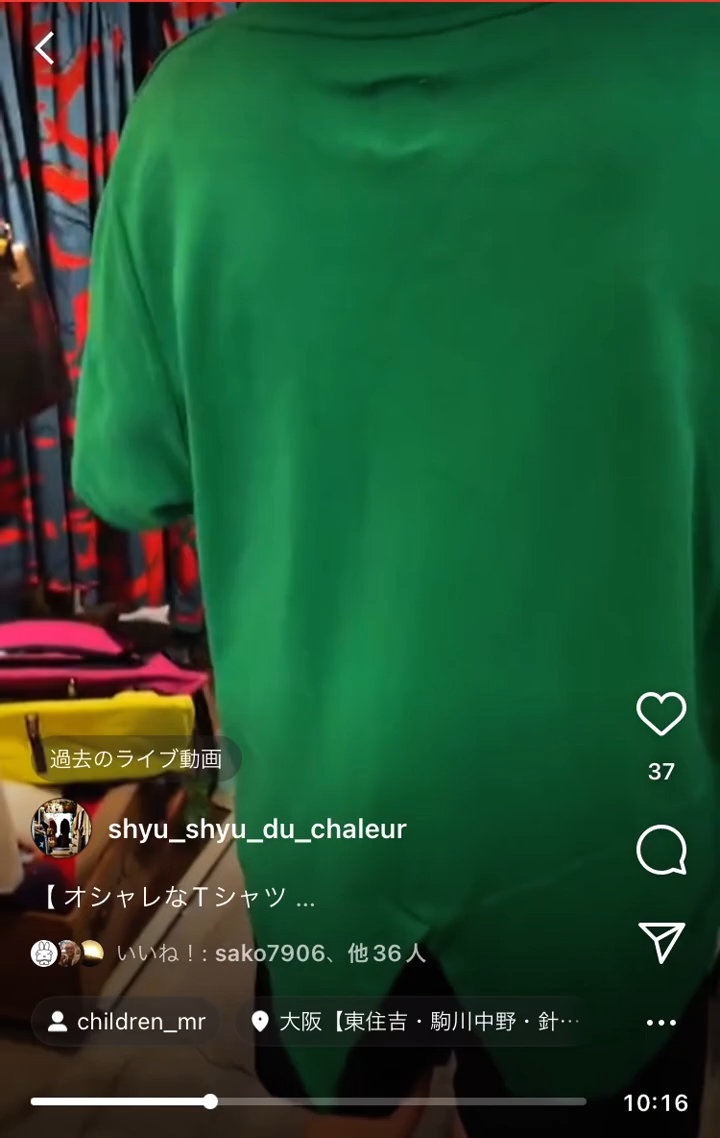 過去のライブ動画
shyu_shyu_du_chaleur
【 オシャレなTシャツ ...
いいね！: sako7906、他36人
children_mr
大阪【東住吉・駒川中野・針…
37
10:16